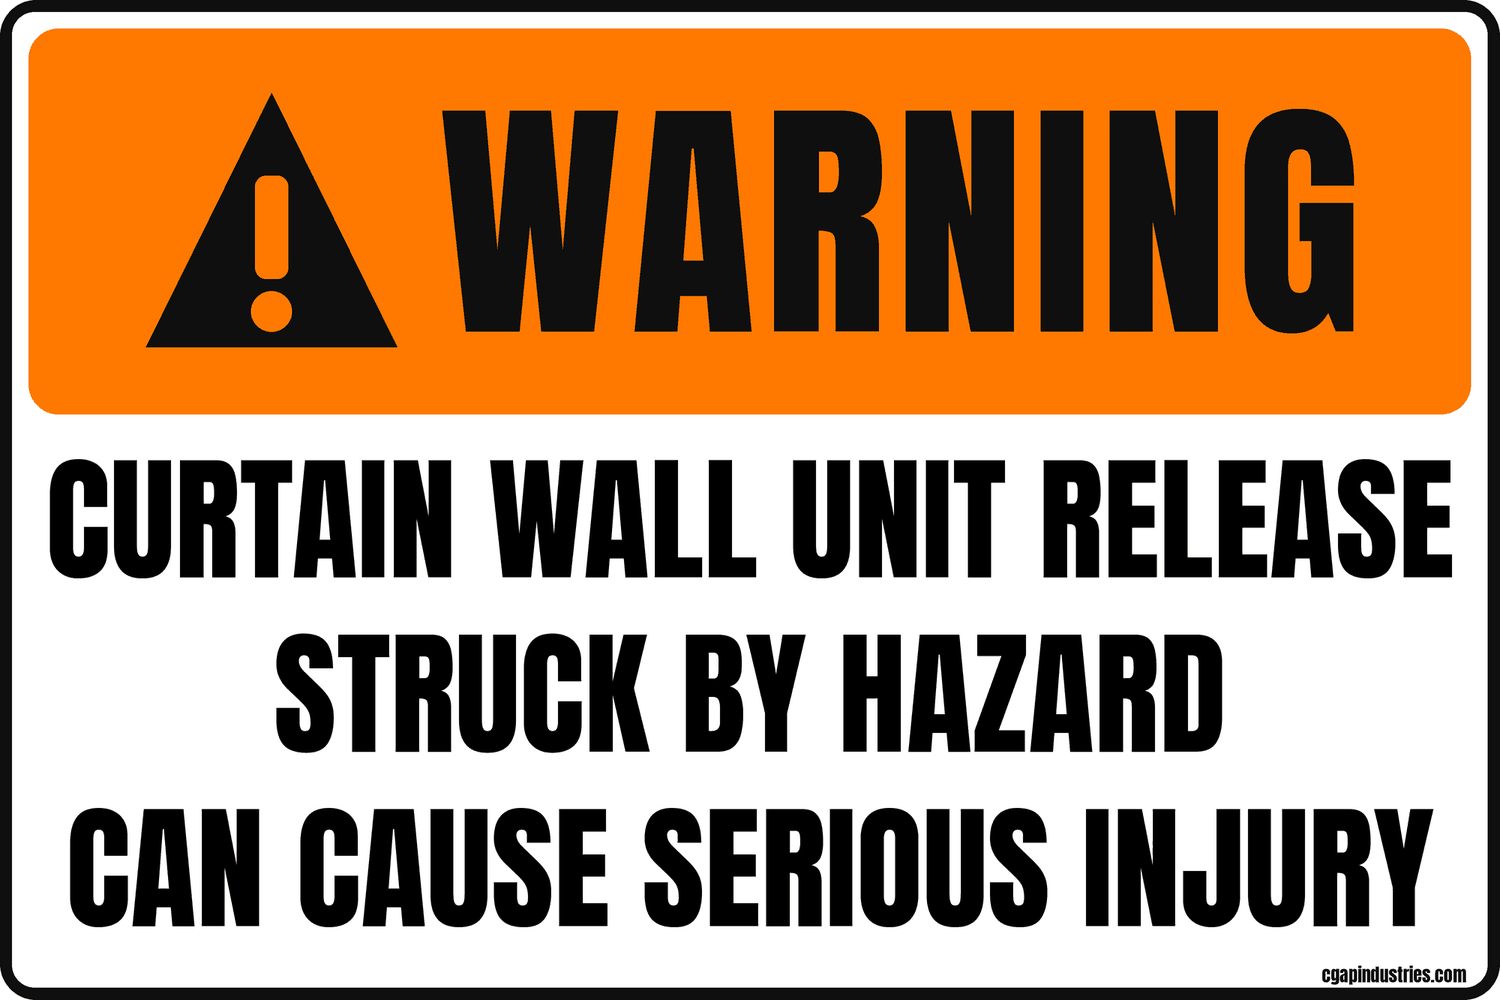 WARNING
CURTAIN WALL UNIT RELEASE
STRUCK BY HAZARD
CAN CAUSE SERIOUS INJURY
cgapindustries.com